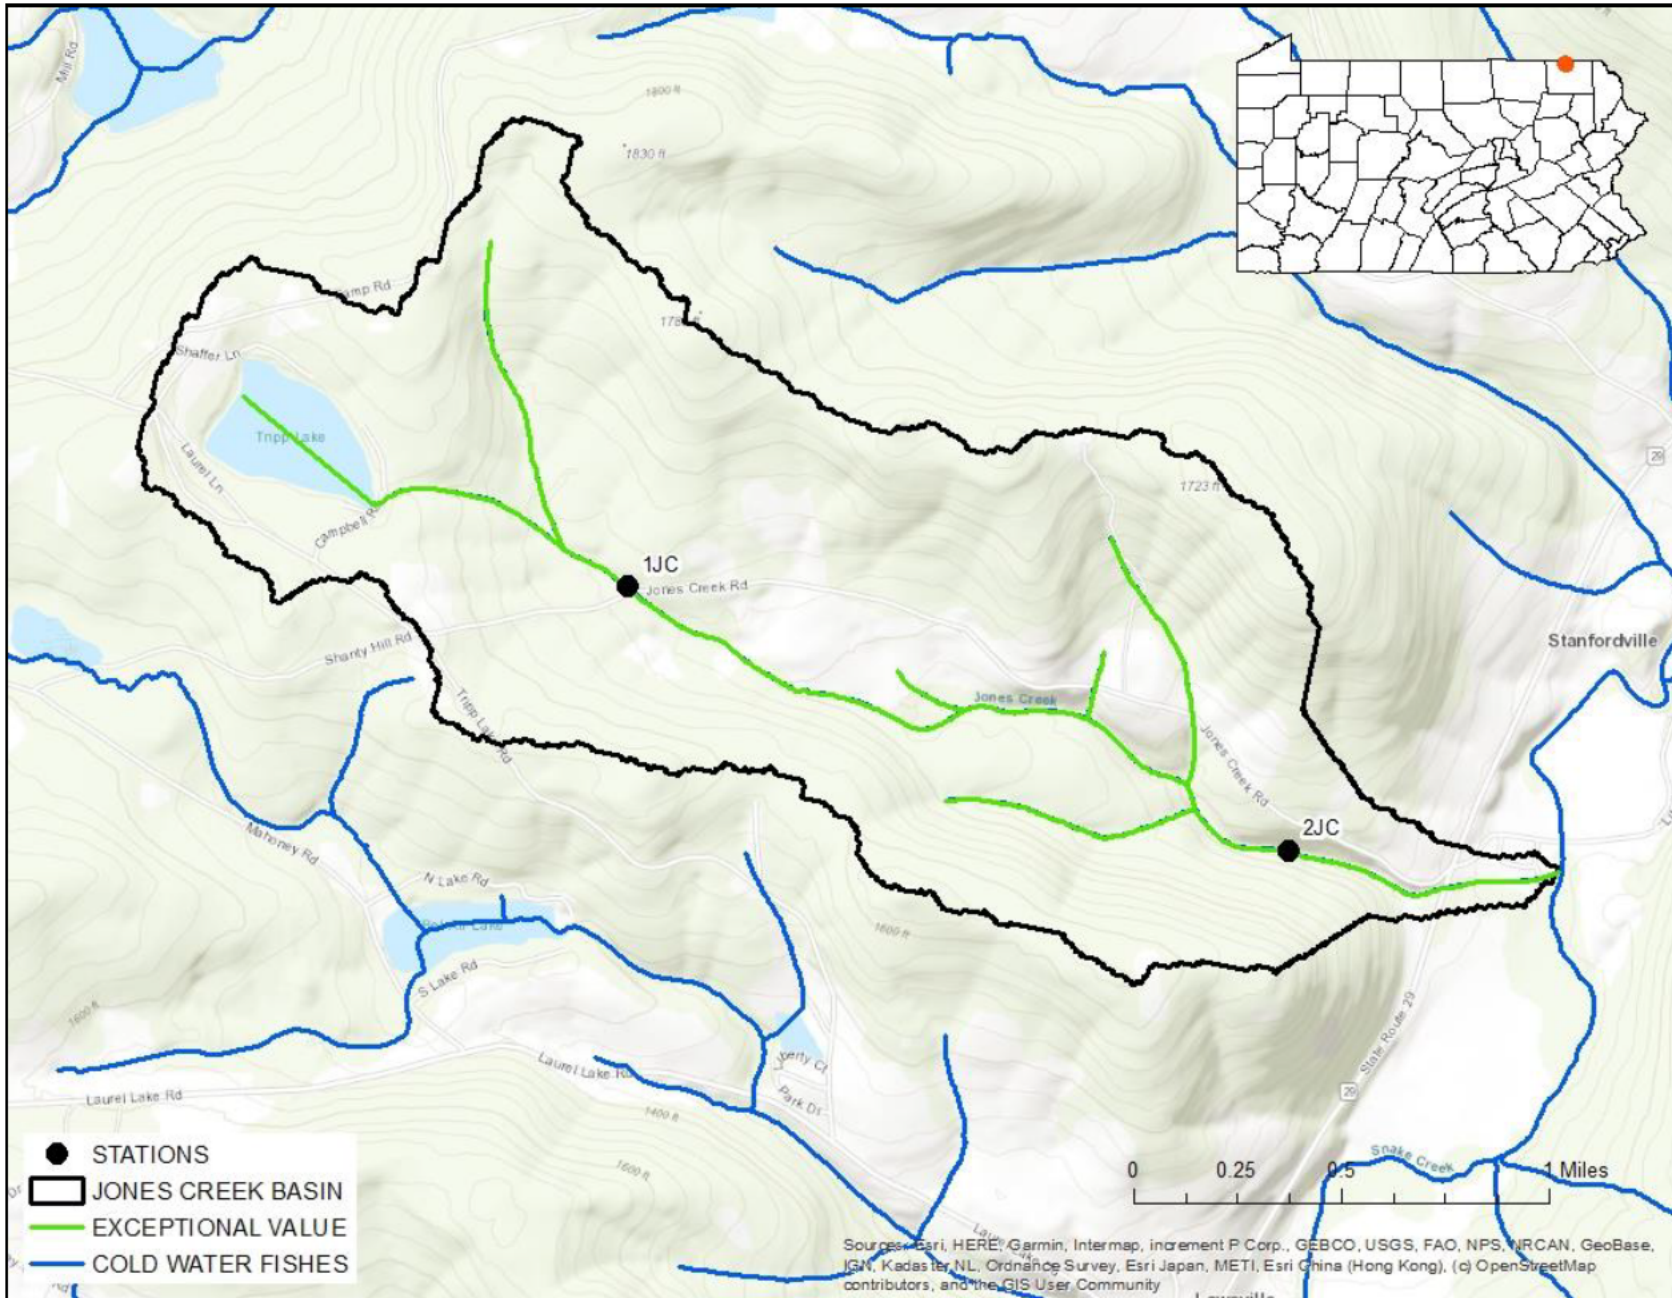 Mill Rd
1800 ft
1830 ft
Shaffer Ln
29
Tripp Lake
Laurel Ln
1723 ft
1JC
Jones Creek Rd
Stanfordville
Shanty Hill Rd
Jones Creek
Tripp Lake Rd
Jones Creek Rd
2JC
Mahoney Rd
N Lake Rd
1600 ft
S Lake Rd
1600 ft
State Route 29
Laurel Lake Rd
Laurel Lake Rd
Liberty Ct
Park Ds
29
1400 ft
1600 ft
Snake Creek
0 0.25 0.5 1 Miles
STATIONS
JONES CREEK BASIN
EXCEPTIONAL VALUE
COLD WATER FISHES
Sources: Esri, HERE, Garmin, Intermap, increment P Corp., GEBCO, USGS, FAO, NPS, NRCAN, GeoBase,
IGN, Kadaster NL, Ordnance Survey, Esri Japan, METI, Esri China (Hong Kong), (c) OpenStreetMap
contributors, and the GIS User Community